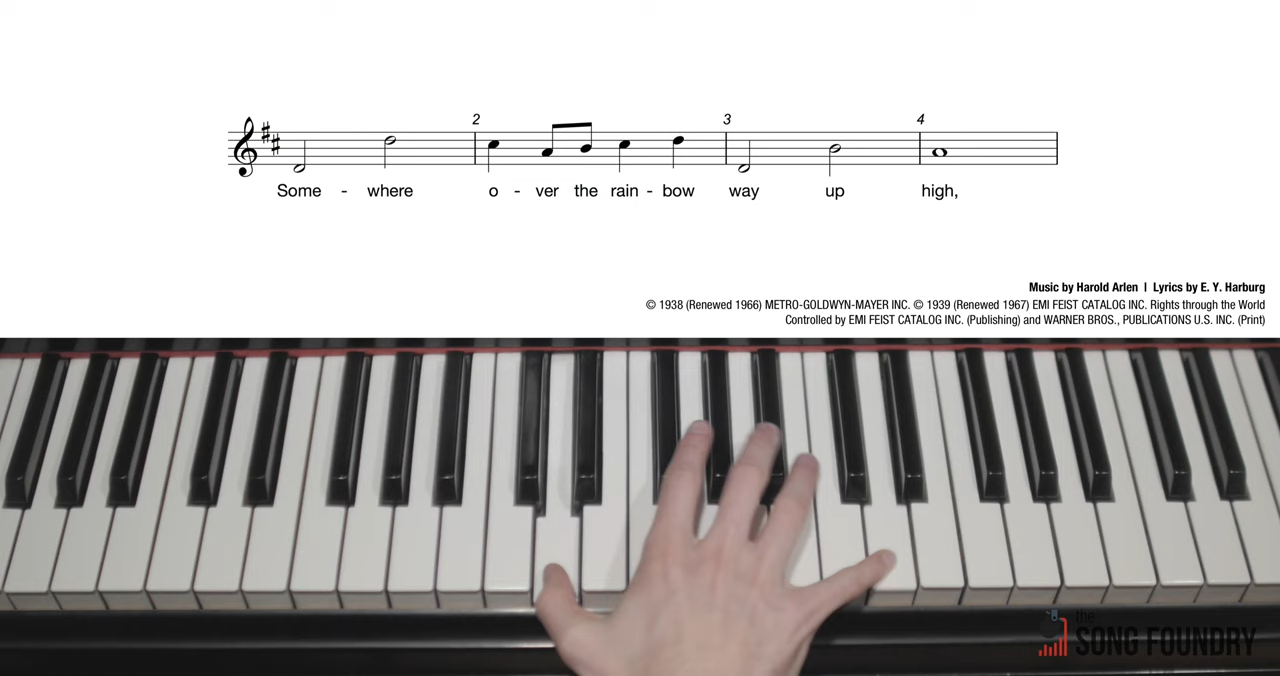 2 3 4
Some - where o - ver the rain - bow way up high,
Music by Harold Arlen | Lyrics by E. Y. Harburg
© 1938 (Renewed 1966) METRO-GOLDWYN-MAYER INC. © 1939 (Renewed 1967) EMI FEIST CATALOG INC. Rights through the World
Controlled by EMI FEIST CATALOG INC. (Publishing) and WARNER BROS., PUBLICATIONS U.S. INC. (Print)
the
SONG FOUNDRY